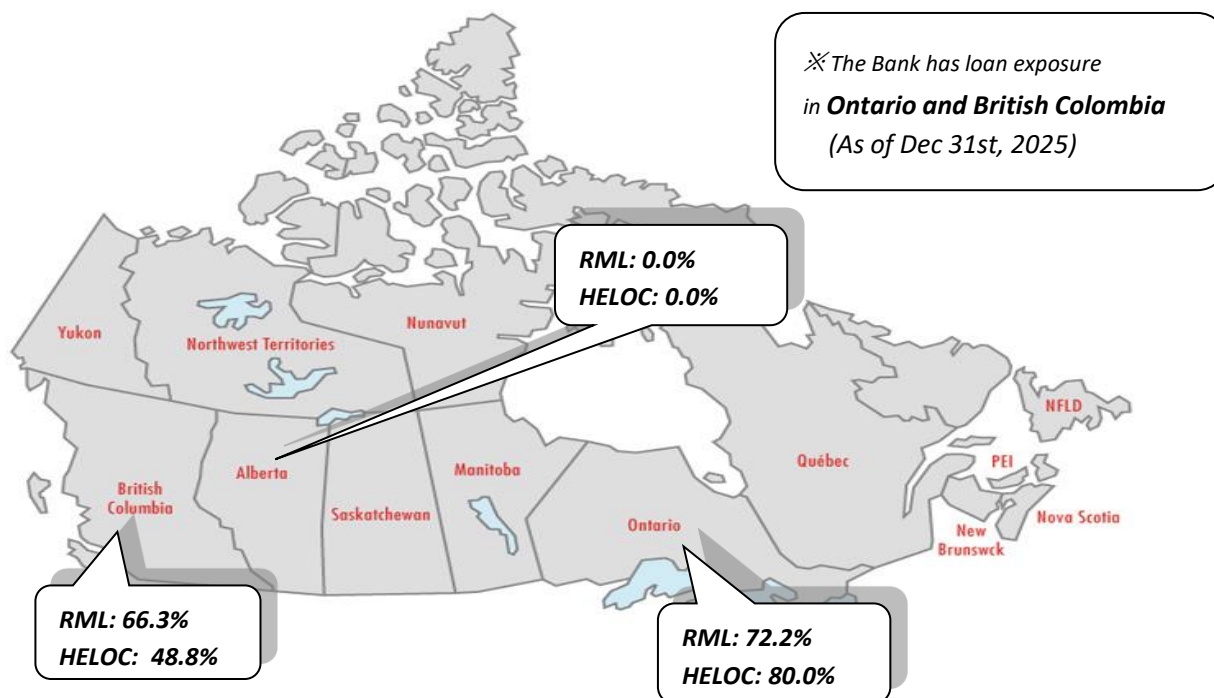 ※ The Bank has loan exposure
in Ontario and British Colombia
(As of Dec 31st, 2025)
RML: 0.0%
HELOC: 0.0%
Yukon
Northwest Territories
Nunavut
NFLD
British
Columbia
Alberta
Saskatchewan
Manitoba
Ontario
Québec
PEI
New
Brunswck
Nova Scotia
RML: 66.3%
HELOC: 48.8%
RML: 72.2%
HELOC: 80.0%